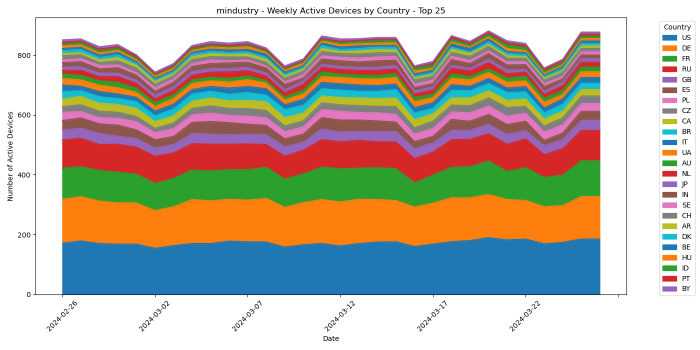 mindustry - Weekly Active Devices by Country - Top 25
Number of Active Devices
800
600
400
200
0
2024-02-26
2024-03-02
2024-03-07
2024-03-12
2024-03-17
2024-03-22
Date
Country
US
DE
FR
RU
GB
ES
PL
CZ
CA
BR
IT
UA
AU
NL
JP
IN
SE
CH
AR
DK
BE
HU
ID
PT
BY